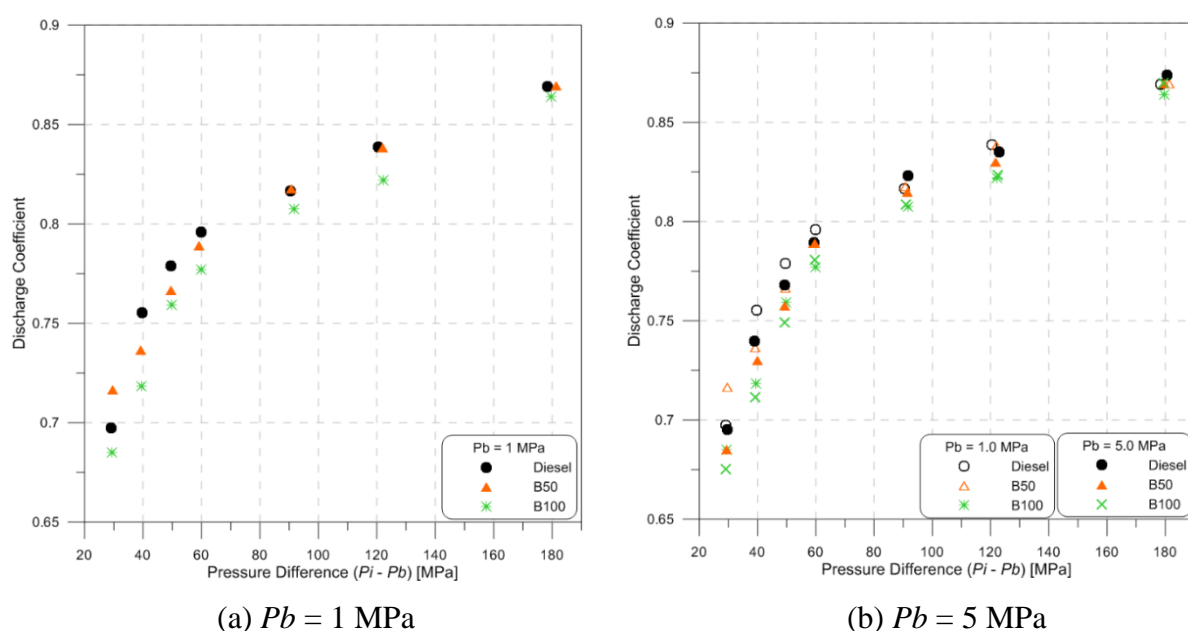 0.9
0.85
0.8
0.75
0.7
0.65
Discharge Coefficient
20 40 60 80 100 120 140 160 180
Pressure Difference (Pi - Pb) [MPa]
Pb = 1 MPa
Diesel
B50
B100
(a) Pb = 1 MPa
0.9
0.85
0.8
0.75
0.7
0.65
Discharge Coefficient
20 40 60 80 100 120 140 160 180
Pressure Difference (Pi - Pb) [MPa]
Pb = 1.0 MPa
Diesel
B50
B100
Pb = 5.0 MPa
Diesel
B50
B100
(b) Pb = 5 MPa